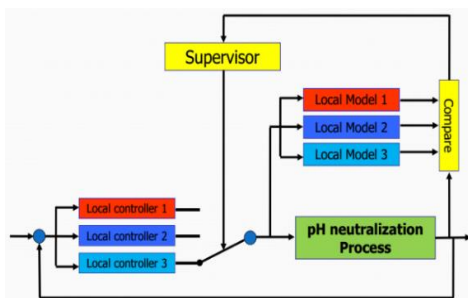 Supervisor
Local Model 1
Local Model 2
Local Model 3
Compare
Local controller 1
Local controller 2
Local controller 3
pH neutralization
Process